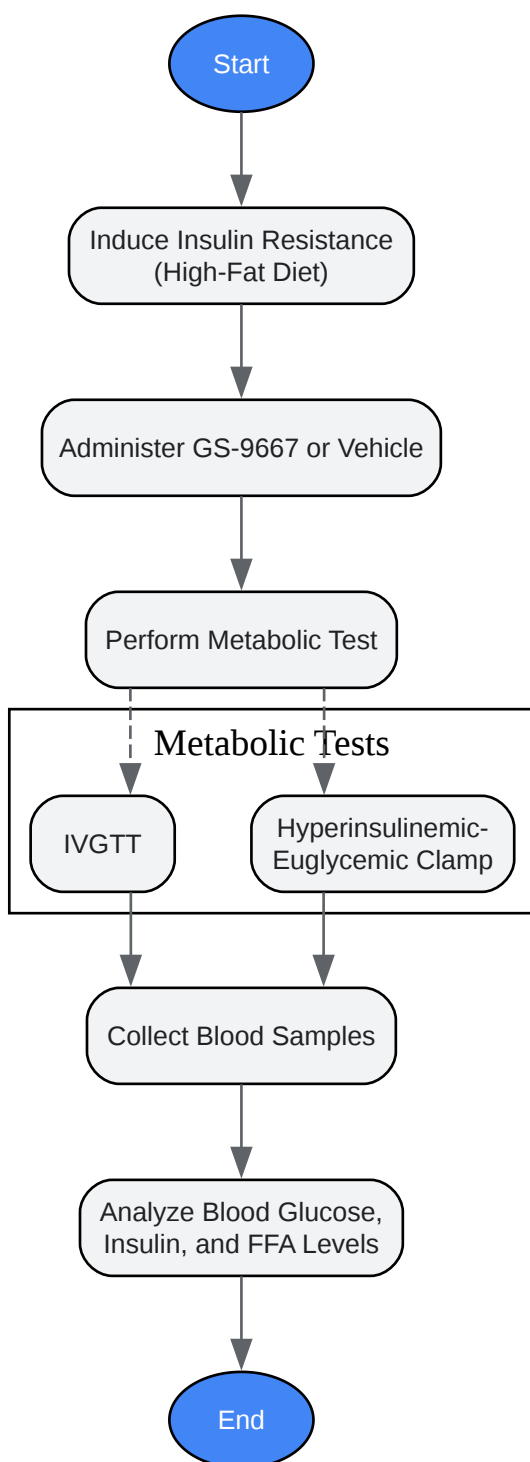 Start
Induce Insulin Resistance
(High-Fat Diet)
Administer GS-9667 or Vehicle
Perform Metabolic Test
Metabolic Tests
IVGTT
Hyperinsulinemic-
Euglycemic Clamp
Collect Blood Samples
Analyze Blood Glucose,
Insulin, and FFA Levels
End